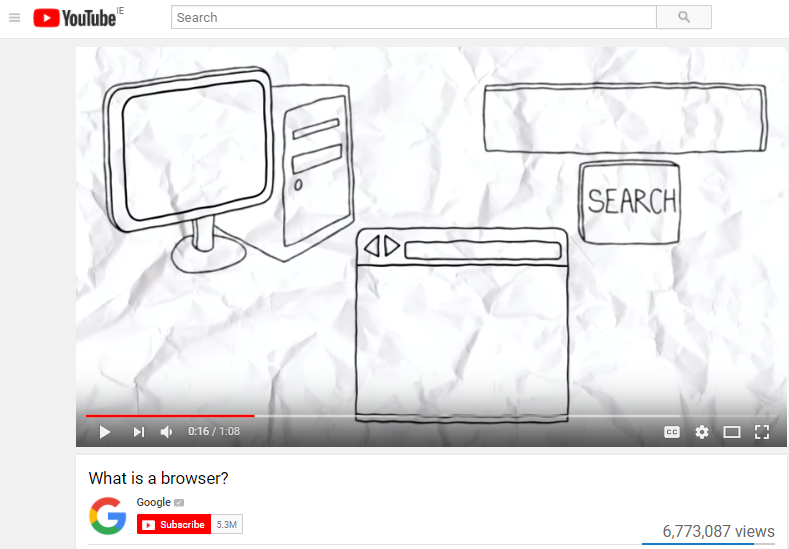 YouTube IE
Search
SEARCH
0:16 / 1:08
CC
What is a browser?
Google
Subscribe 5.3M
6,773,087 views